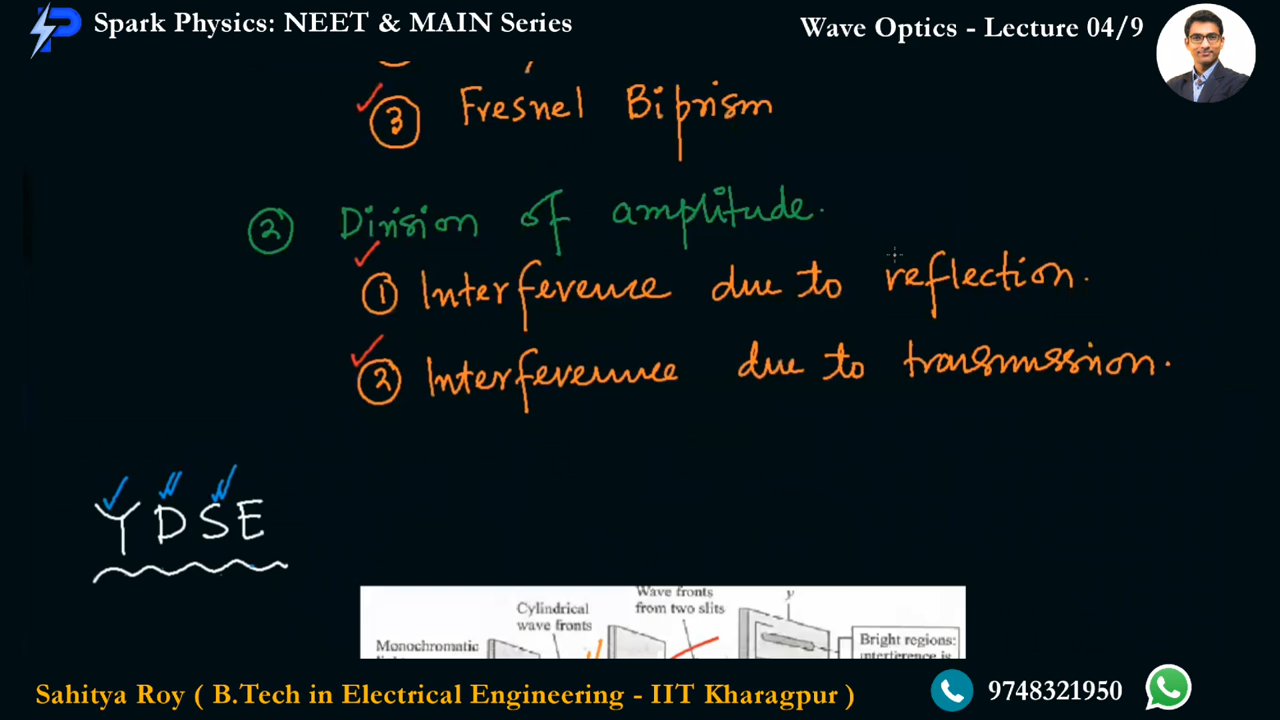 Spark Physics: NEET & MAIN Series
Wave Optics - Lecture 04/9
3 Fresnel Biprism
2 Division of amplitude.
1 Interference due to reflection.
2 Interference due to transmission.
YDSE
Wave fronts
from two slits
y
Cylindrical
wave fronts
Monochromatic
Bright regions:
interference is
Sahitya Roy ( B.Tech in Electrical Engineering - IIT Kharagpur )
9748321950